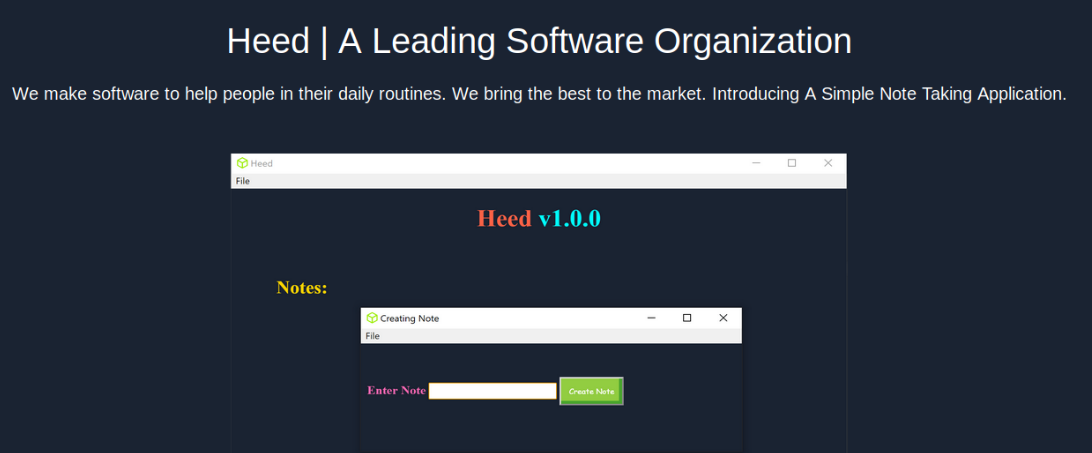 Heed | A Leading Software Organization
We make software to help people in their daily routines. We bring the best to the market. Introducing A Simple Note Taking Application.
Heed
File
Heed v1.0.0
Notes:
Creating Note
File
Enter Note Create Note